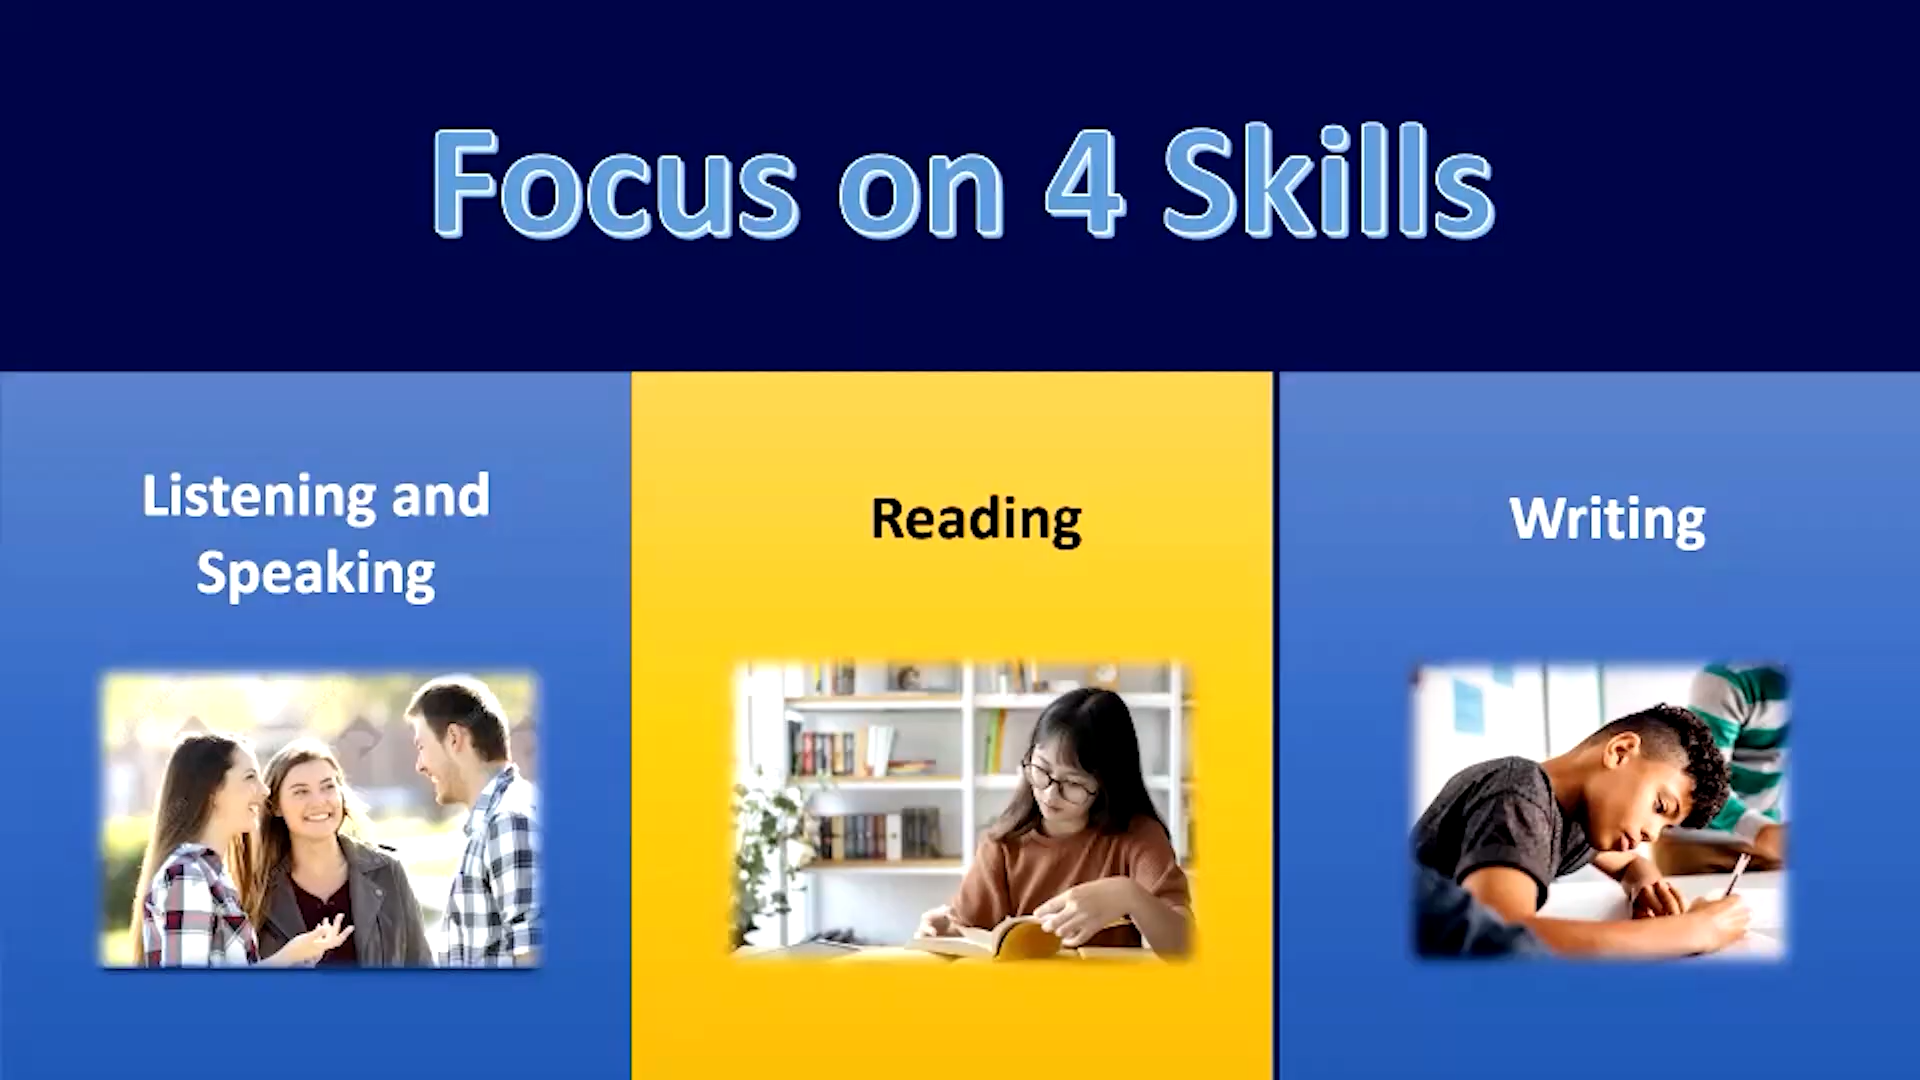 Focus on 4 Skills
Listening and
Speaking
Reading
Writing